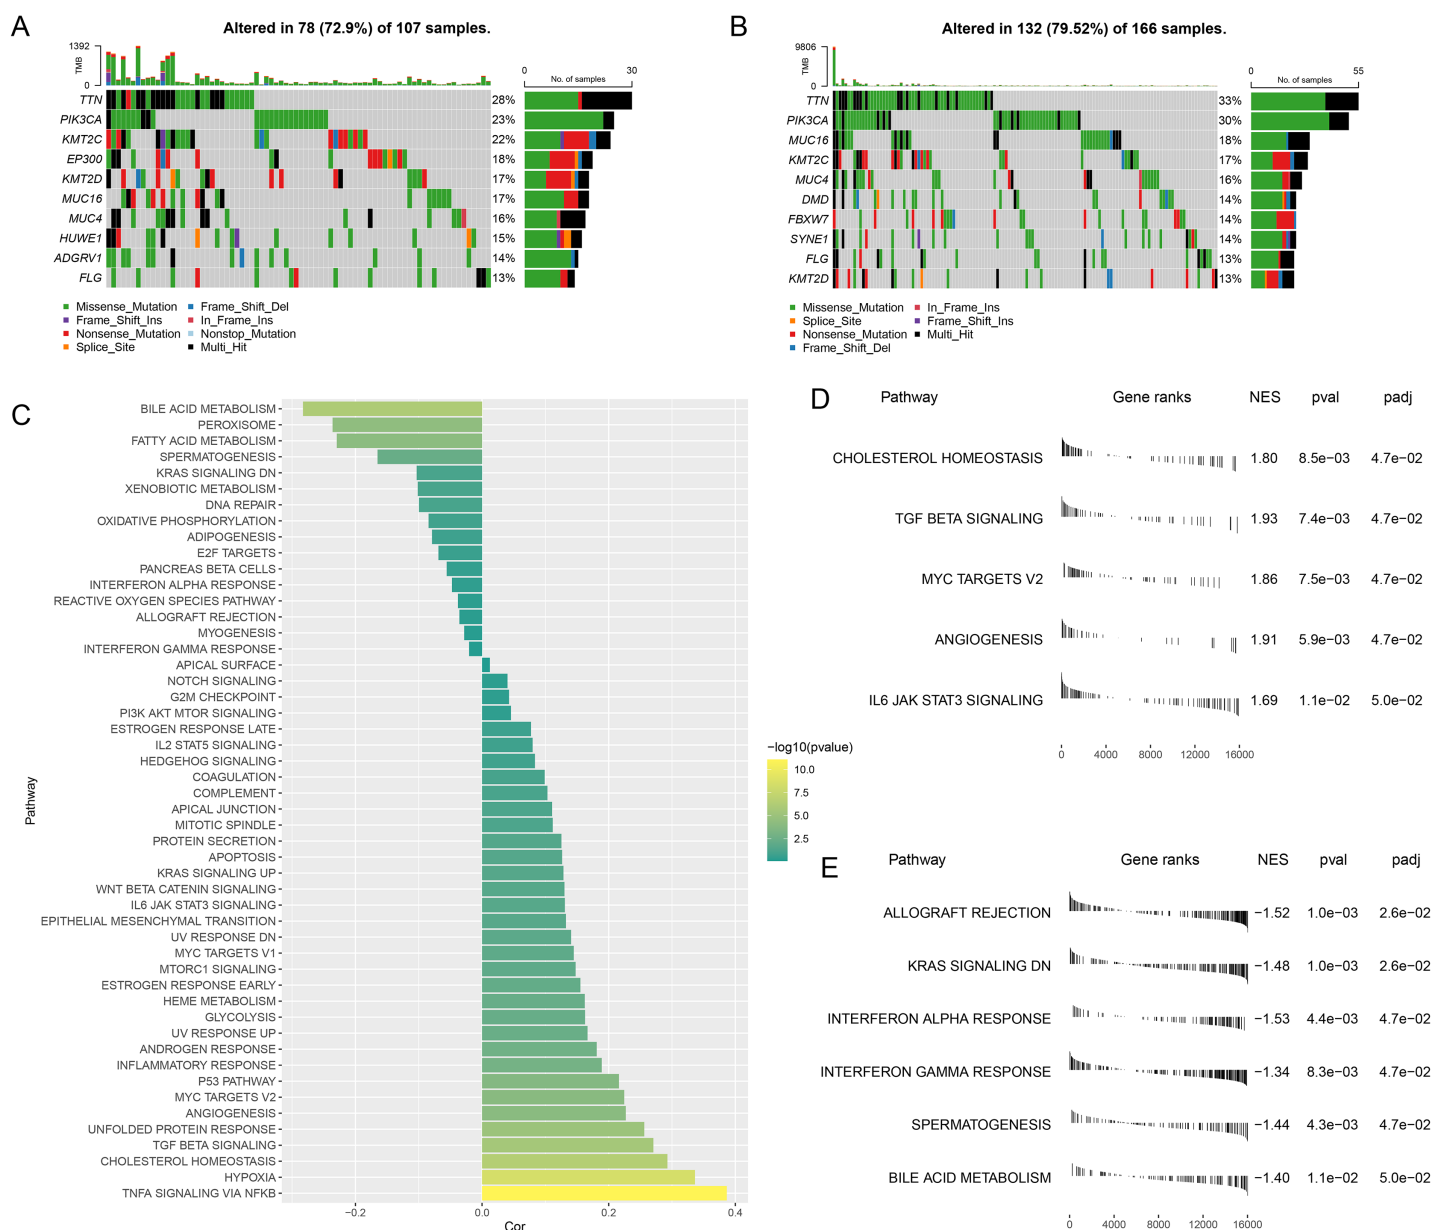 A
Altered in 78 (72.9%) of 107 samples.
1392
TMB
0
0 30
No. of samples
TTN 28%
PIK3CA 23%
KMT2C 22%
EP300 18%
KMT2D 17%
MUC16 17%
MUC4 16%
HUWE1 15%
ADGRV1 14%
FLG 13%
Missense_Mutation Frame_Shift_Del
Frame_Shift_Ins In_Frame_Ins
Nonsense_Mutation Nonstop_Mutation
Splice_Site Multi_Hit
B
Altered in 132 (79.52%) of 166 samples.
9806
TMB
0
0 55
No. of samples
TTN 33%
PIK3CA 30%
MUC16 18%
KMT2C 17%
MUC4 16%
DMD 14%
FBXW7 14%
SYNE1 14%
FLG 13%
KMT2D 13%
Missense_Mutation In_Frame_Ins
Splice_Site Frame_Shift_Ins
Nonsense_Mutation Multi_Hit
Frame_Shift_Del
C
Pathway
BILE ACID METABOLISM
PEROXISOME
FATTY ACID METABOLISM
SPERMATOGENESIS
KRAS SIGNALING DN
XENOBIOTIC METABOLISM
DNA REPAIR
OXIDATIVE PHOSPHORYLATION
ADIPOGENESIS
E2F TARGETS
PANCREAS BETA CELLS
INTERFERON ALPHA RESPONSE
REACTIVE OXYGEN SPECIES PATHWAY
ALLOGRAFT REJECTION
MYOGENESIS
INTERFERON GAMMA RESPONSE
APICAL SURFACE
NOTCH SIGNALING
G2M CHECKPOINT
PI3K AKT MTOR SIGNALING
ESTROGEN RESPONSE LATE
IL2 STAT5 SIGNALING
HEDGEHOG SIGNALING
COAGULATION
COMPLEMENT
APICAL JUNCTION
MITOTIC SPINDLE
PROTEIN SECRETION
APOPTOSIS
KRAS SIGNALING UP
WNT BETA CATENIN SIGNALING
IL6 JAK STAT3 SIGNALING
EPITHELIAL MESENCHYMAL TRANSITION
UV RESPONSE DN
MYC TARGETS V1
MTORC1 SIGNALING
ESTROGEN RESPONSE EARLY
HEME METABOLISM
GLYCOLYSIS
UV RESPONSE UP
ANDROGEN RESPONSE
INFLAMMATORY RESPONSE
P53 PATHWAY
MYC TARGETS V2
ANGIOGENESIS
UNFOLDED PROTEIN RESPONSE
TGF BETA SIGNALING
CHOLESTEROL HOMEOSTASIS
HYPOXIA
TNFA SIGNALING VIA NFKB
−0.2 0.0 0.2 0.4
Cor
−log10(pvalue)
10.0
7.5
5.0
2.5
D
Pathway Gene ranks NES pval padj
CHOLESTEROL HOMEOSTASIS 1.80 8.5e−03 4.7e−02
TGF BETA SIGNALING 1.93 7.4e−03 4.7e−02
MYC TARGETS V2 1.86 7.5e−03 4.7e−02
ANGIOGENESIS 1.91 5.9e−03 4.7e−02
IL6 JAK STAT3 SIGNALING 1.69 1.1e−02 5.0e−02
0 4000 8000 12000 16000
E
Pathway Gene ranks NES pval padj
ALLOGRAFT REJECTION −1.52 1.0e−03 2.6e−02
KRAS SIGNALING DN −1.48 1.0e−03 2.6e−02
INTERFERON ALPHA RESPONSE −1.53 4.4e−03 4.7e−02
INTERFERON GAMMA RESPONSE −1.34 8.3e−03 4.7e−02
SPERMATOGENESIS −1.44 4.3e−03 4.7e−02
BILE ACID METABOLISM −1.40 1.1e−02 5.0e−02
0 4000 8000 12000 16000